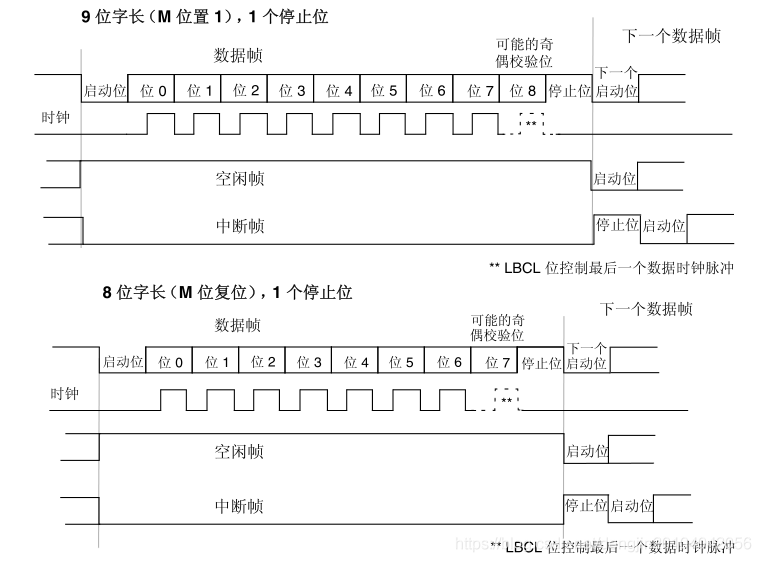 9 位字长（M 位置 1），1 个停止位
下一个数据帧
数据帧
可能的奇
偶校验位
启动位 位 0 位 1 位 2 位 3 位 4 位 5 位 6 位 7 位 8 停止位
下一个
启动位
时钟
**
空闲帧
启动位
中断帧
停止位 启动位
** LBCL 位控制最后一个数据时钟脉冲
8 位字长（M 位复位），1 个停止位
下一个数据帧
数据帧
可能的奇
偶校验位
启动位 位 0 位 1 位 2 位 3 位 4 位 5 位 6 位 7 停止位
下一个
启动位
时钟
**
空闲帧
启动位
中断帧
停止位 启动位
** LBCL 位控制最后一个数据时钟脉冲